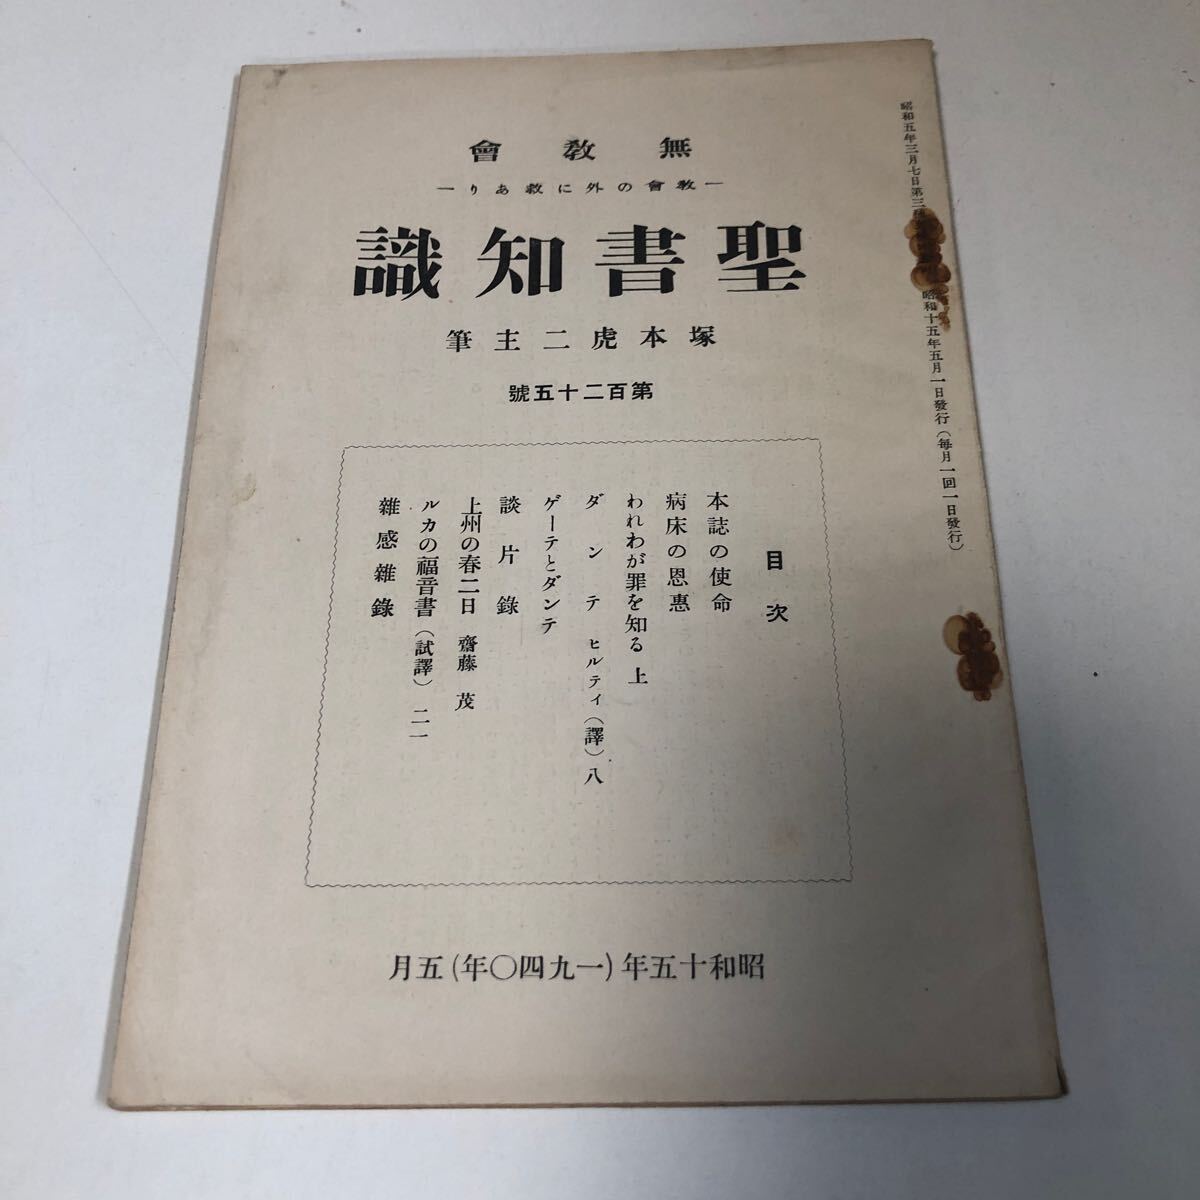 無教會
―教會の外に救あり―
聖書知識
塚本虎二主筆
第百二十五號
目次
本誌の使命
病床の恩惠
われわが罪を知る 上
ダンテ ヒルティ(譯)八
ゲーテとダンテ
談片錄
上州の春二日 齋藤茂
ルカの福音書(試譯)二一
雜感雜錄
昭和十五年(一九四〇年)五月
昭和五年三月七日第三
昭和十五年五月一日發行(每月一回一日發行)